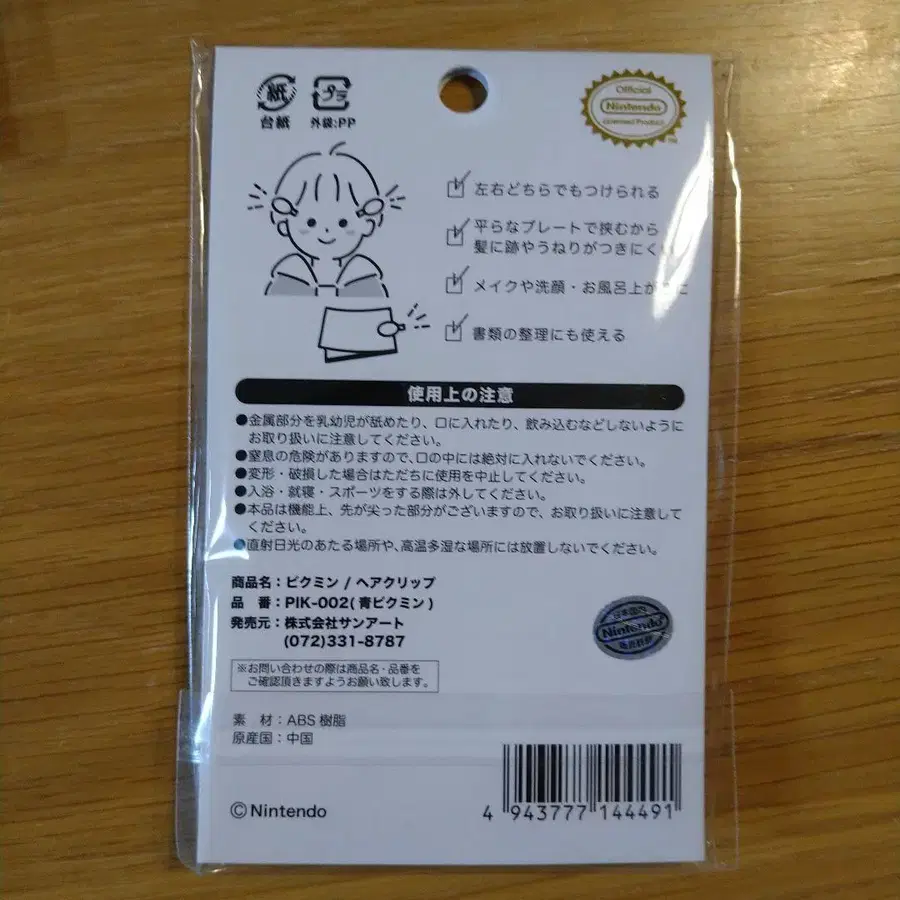 紙
台紙
プラ
外袋:PP
Official
Nintendo
Licensed Product
左右どちらでもつけられる
平らなプレートで挟むから
髪に跡やうねりがつきにく
メイクや洗顔・お風呂上が
書類の整理にも使える
使用上の注意
●金属部分を乳幼児が舐めたり、口に入れたり、飲み込むなどしないように
お取り扱いに注意してください。
●窒息の危険がありますので、口の中には絶対に入れないでください。
●変形・破損した場合はただちに使用を中止してください。
●入浴・就寝・スポーツをする際は外してください。
●本品は機能上、先が尖った部分がございますので、お取り扱いに注意して
ください。
●直射日光のあたる場所や、高温多湿な場所には放置しないでください。
商品名：ピクミン / ヘアクリップ
品 番：PIK-002(青ピクミン)
発売元：株式会社サンアート
(072)331-8787
※お問い合わせの際は商品名・品番を
ご確認頂きますようお願い致します。
日本国内
Nintendo
販売許諾
素 材：ABS 樹脂
原産国：中国
©Nintendo
4 943777 144491